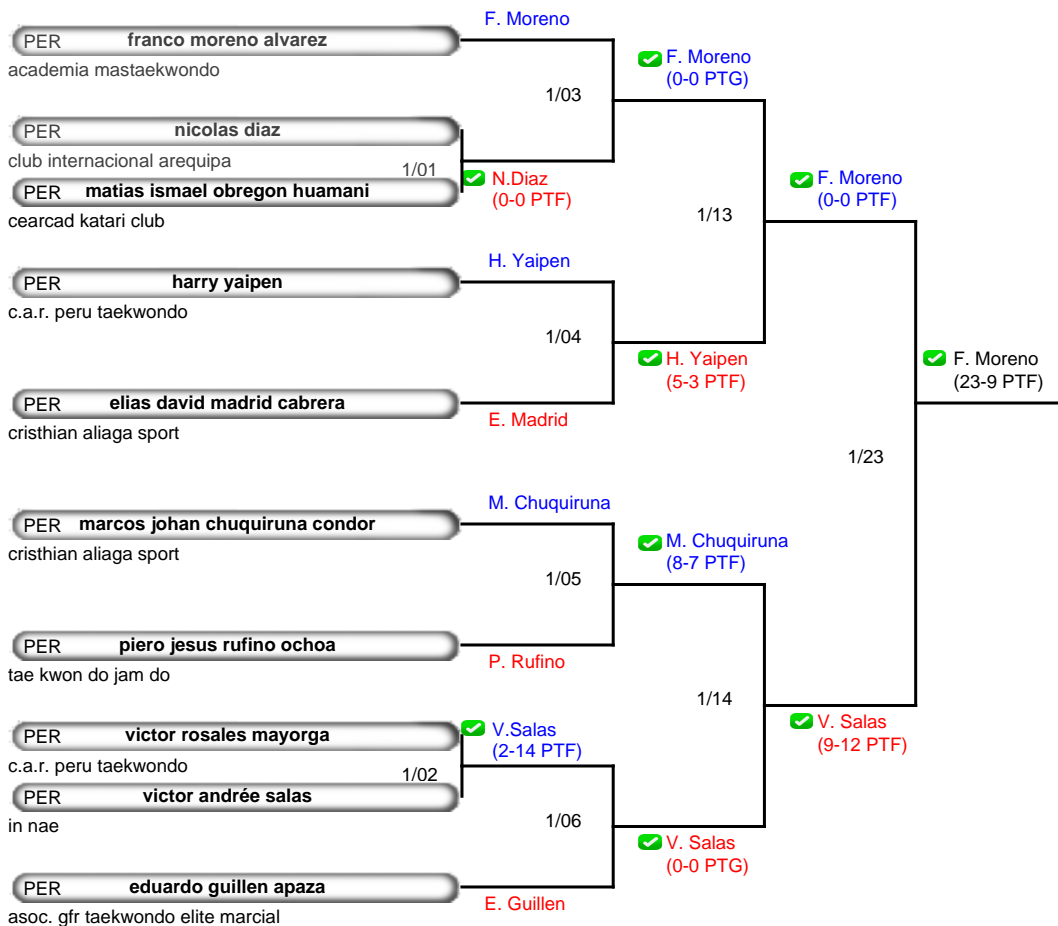 F. Moreno
PER franco moreno alvarez
academia mastaekwondo
F. Moreno
(0-0 PTG)
1/03
PER nicolas diaz
club internacional arequipa
1/01
N.Diaz
(0-0 PTF)
PER matias ismael obregon huamani
cearcad katari club
F. Moreno
(0-0 PTF)
1/13
H. Yaipen
PER harry yaipen
c.a.r. peru taekwondo
1/04
H. Yaipen
(5-3 PTF)
F. Moreno
(23-9 PTF)
PER elias david madrid cabrera
cristhian aliaga sport
E. Madrid
1/23
M. Chuquiruna
PER marcos johan chuquiruna condor
cristhian aliaga sport
M. Chuquiruna
(8-7 PTF)
1/05
PER piero jesus rufino ochoa
tae kwon do jam do
P. Rufino
1/14
V. Salas
(9-12 PTF)
PER victor rosales mayorga
c.a.r. peru taekwondo
V.Salas
(2-14 PTF)
1/02
PER victor andrée salas
in nae
1/06
V. Salas
(0-0 PTG)
PER eduardo guillen apaza
asoc. gfr taekwondo elite marcial
E. Guillen